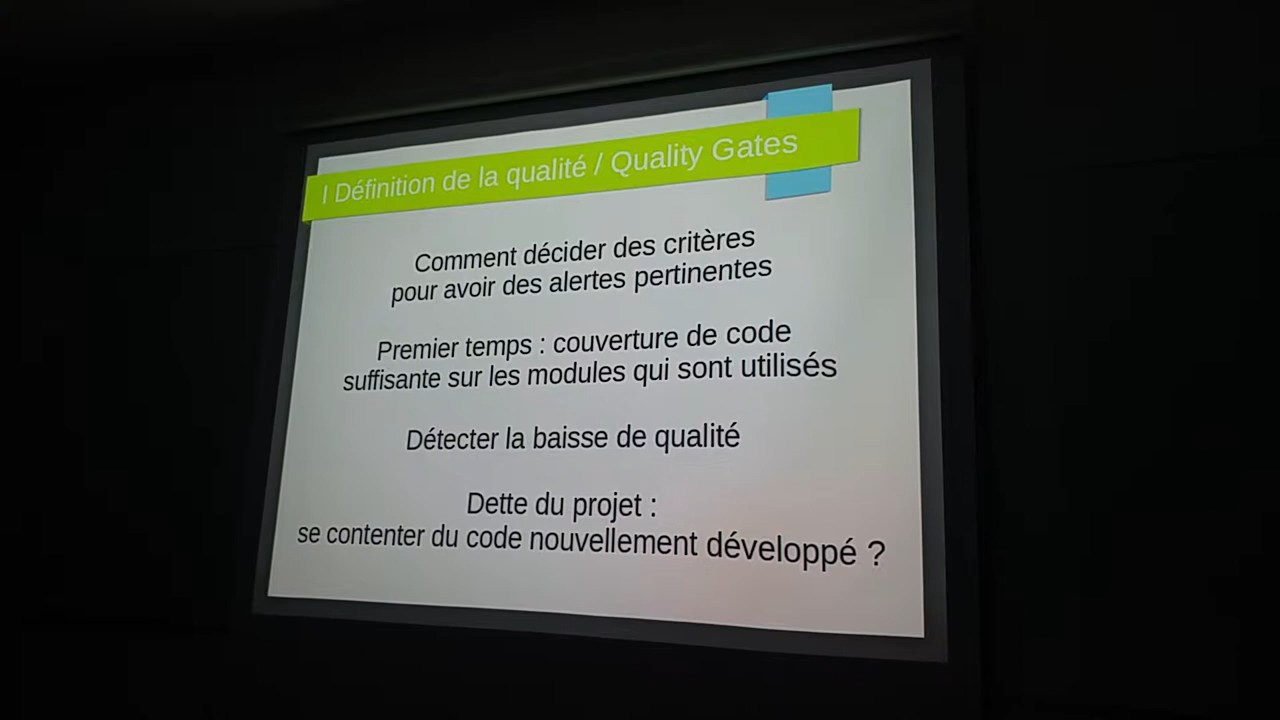 I Définition de la qualité / Quality Gates
Comment décider des critères
pour avoir des alertes pertinentes
Premier temps : couverture de code
suffisante sur les modules qui sont utilisés
Détecter la baisse de qualité
Dette du projet :
se contenter du code nouvellement développé ?